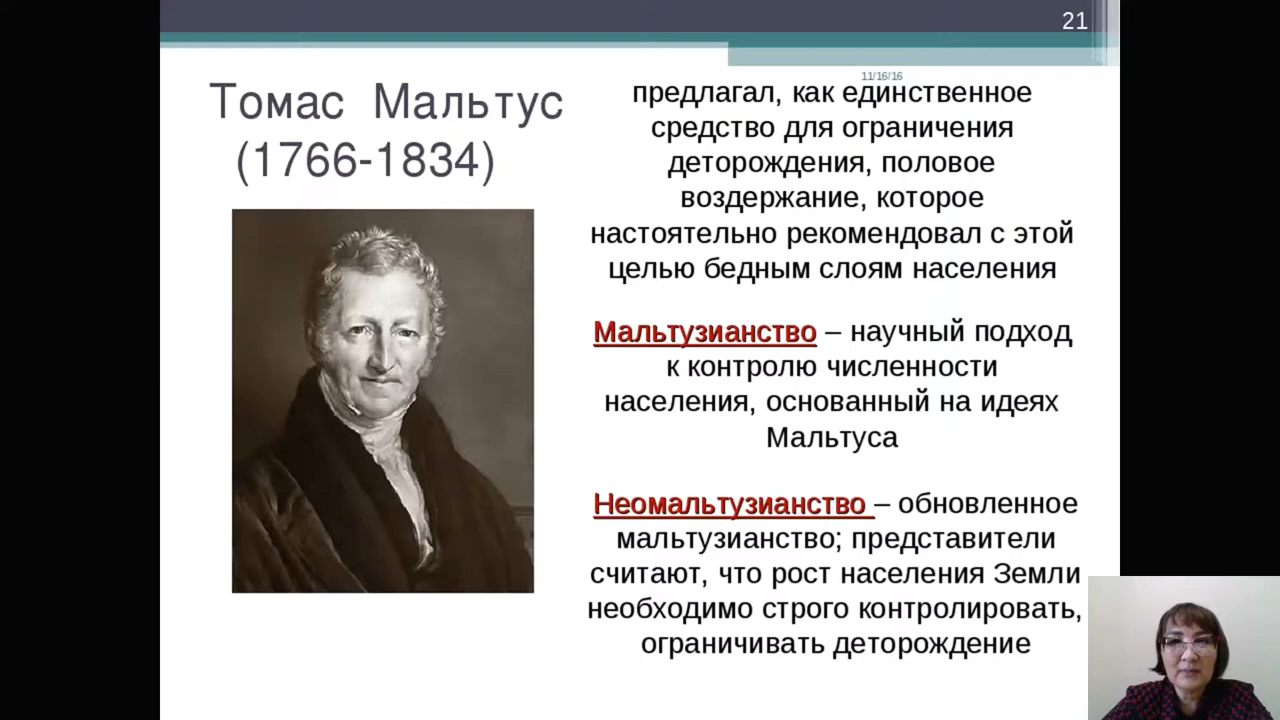 21
11/16/16
Томас Мальтус
(1766-1834)
предлагал, как единственное
средство для ограничения
деторождения, половое
воздержание, которое
настоятельно рекомендовал с этой
целью бедным слоям населения
Мальтузианство – научный подход
к контролю численности
населения, основанный на идеях
Мальтуса
Неомальтузианство – обновленное
мальтузианство; представители
считают, что рост населения Земли
необходимо строго контролировать,
ограничивать деторождение